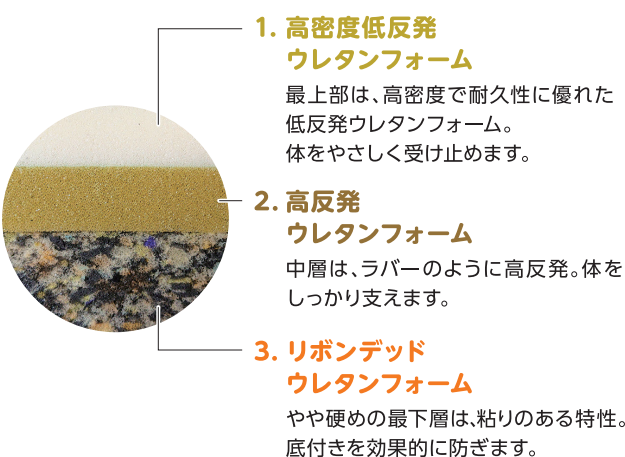 1. 高密度低反発
ウレタンフォーム
最上部は、高密度で耐久性に優れた
低反発ウレタンフォーム。
体をやさしく受け止めます。
2. 高反発
ウレタンフォーム
中層は、ラバーのように高反発。体を
しっかり支えます。
3. リボンデッド
ウレタンフォーム
やや硬めの最下層は、粘りのある特性。
底付きを効果的に防ぎます。